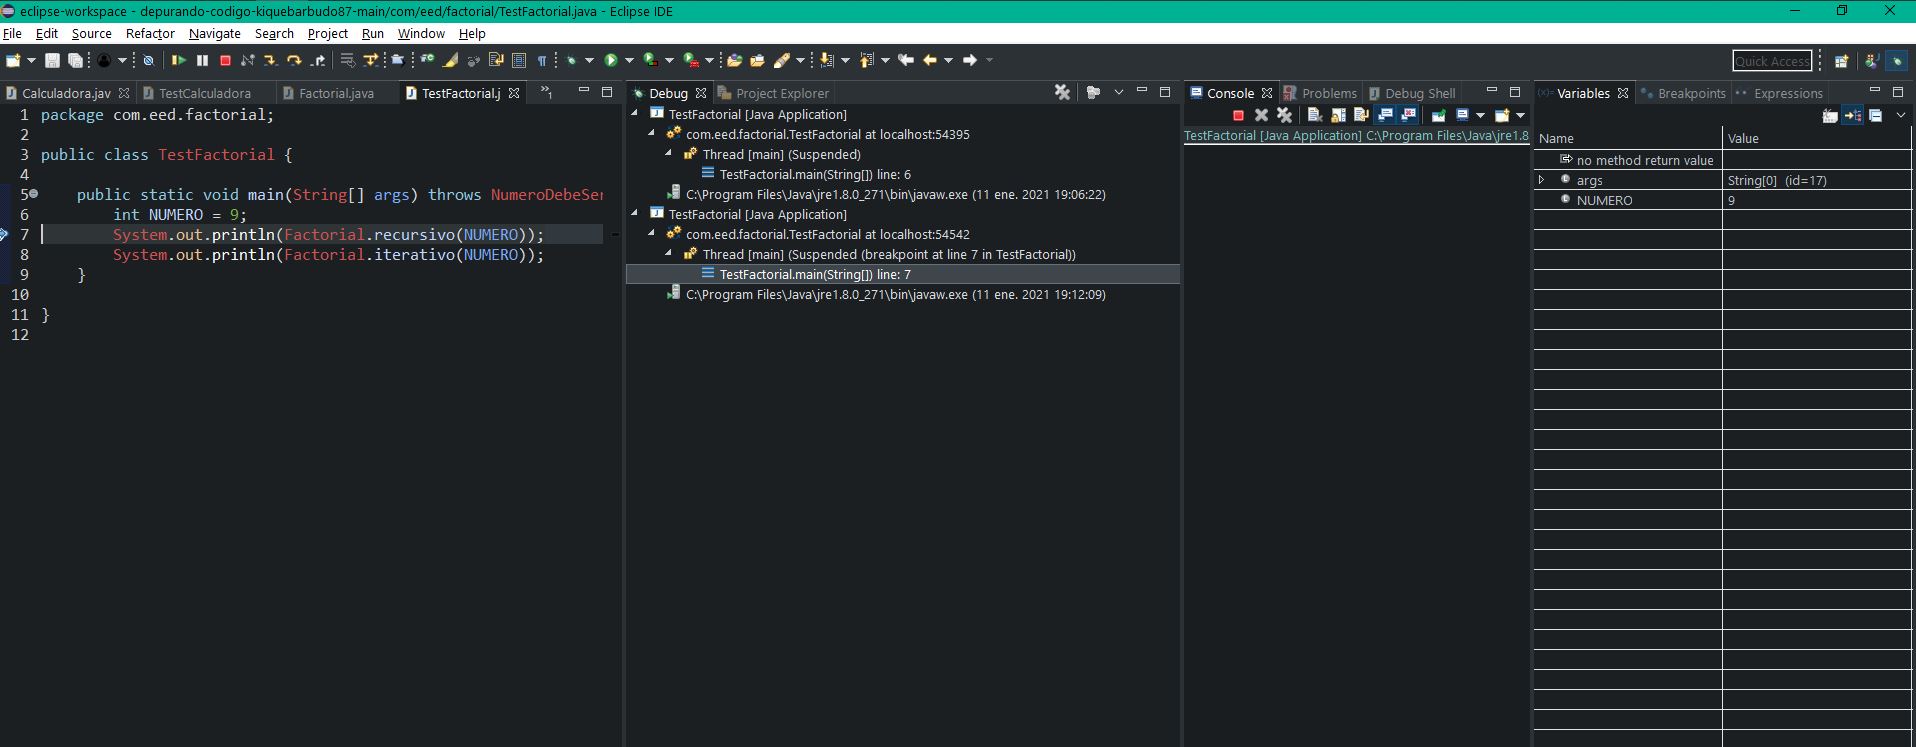 eclipse-workspace - depurando-codigo-kiquebarbudo87-main/com/eed/factorial/TestFactorial.java - Eclipse IDE
File Edit Source Refactor Navigate Search Project Run Window Help
Quick Access
Calculadora.jav TestCalculadora Factorial.java TestFactorial.j »1
1 package com.eed.factorial;
2
3 public class TestFactorial {
4
5 public static void main(String[] args) throws NumeroDebeSer
6 int NUMERO = 9;
7 System.out.println(Factorial.recursivo(NUMERO));
8 System.out.println(Factorial.iterativo(NUMERO));
9 }
10
11 }
12
Debug Project Explorer
TestFactorial [Java Application]
com.eed.factorial.TestFactorial at localhost:54395
Thread [main] (Suspended)
TestFactorial.main(String[]) line: 6
C:\Program Files\Java\jre1.8.0_271\bin\javaw.exe (11 ene. 2021 19:06:22)
TestFactorial [Java Application]
com.eed.factorial.TestFactorial at localhost:54542
Thread [main] (Suspended (breakpoint at line 7 in TestFactorial))
TestFactorial.main(String[]) line: 7
C:\Program Files\Java\jre1.8.0_271\bin\javaw.exe (11 ene. 2021 19:12:09)
Console Problems Debug Shell
TestFactorial [Java Application] C:\Program Files\Java\jre1.8
(x)= Variables Breakpoints Expressions
Name Value
no method return value
args String[0] (id=17)
NUMERO 9